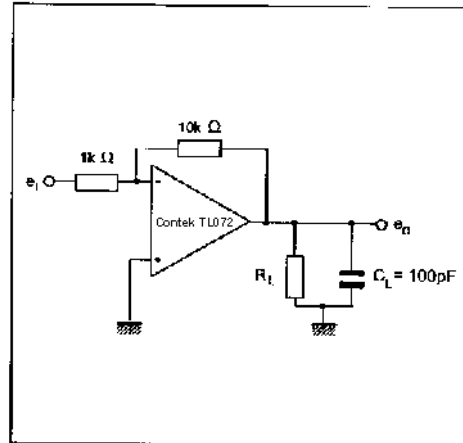 10k Ω
1k Ω
e_I
-
Contek TL072
+
e_o
R_L
C_L = 100pF